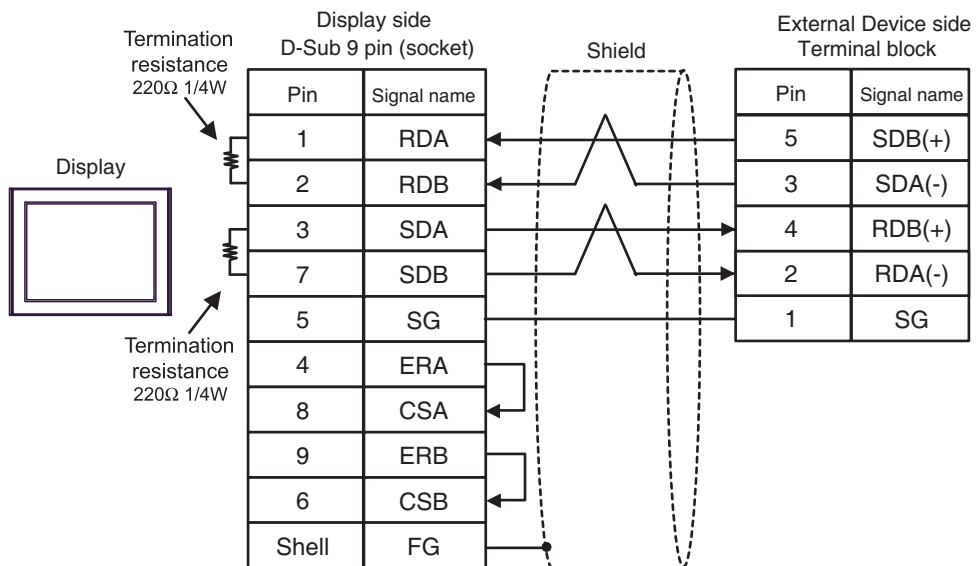 Display side
D-Sub 9 pin (socket)
External Device side
Terminal block
Termination
resistance
220Ω 1/4W
Shield
Display
Pin Signal name
1 RDA
2 RDB
3 SDA
7 SDB
5 SG
4 ERA
8 CSA
9 ERB
6 CSB
Shell FG
Termination
resistance
220Ω 1/4W
Pin Signal name
5 SDB(+)
3 SDA(-)
4 RDB(+)
2 RDA(-)
1 SG